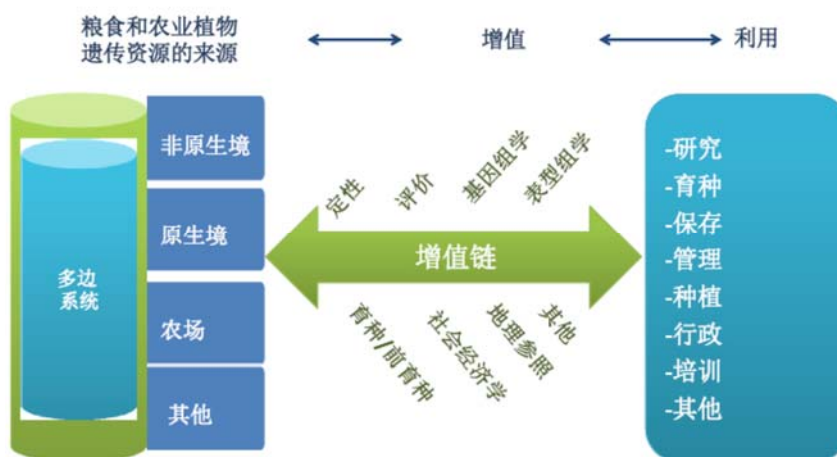 粮食和农业植物
遗传资源的来源
增值
利用
多边
系统
非原生境
原生境
农场
其他
定性
评价
基因组学
表型组学
增值链
育种/前育种
社会经济学
地理参照
其他
-研究
-育种
-保存
-管理
-种植
-行政
-培训
-其他